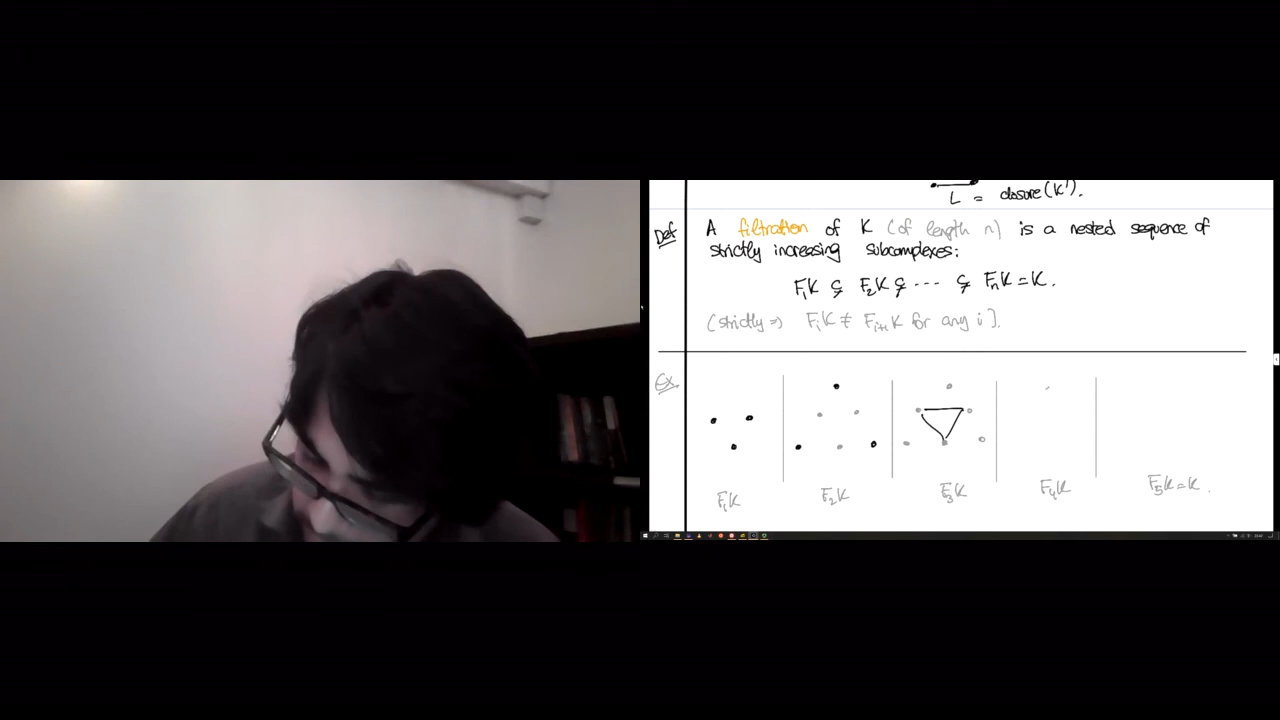 L = closure(K').
Def A filtration of K (of length n) is a nested sequence of
strictly increasing subcomplexes:
F₁K ⊊ F₂K ⊊ ··· ⊊ FₙK = K.
(strictly ⇒ FᵢK ≠ Fᵢ₊₁K for any i).
Ex.
F₁K F₂K F₃K F₄K F₅K = K.